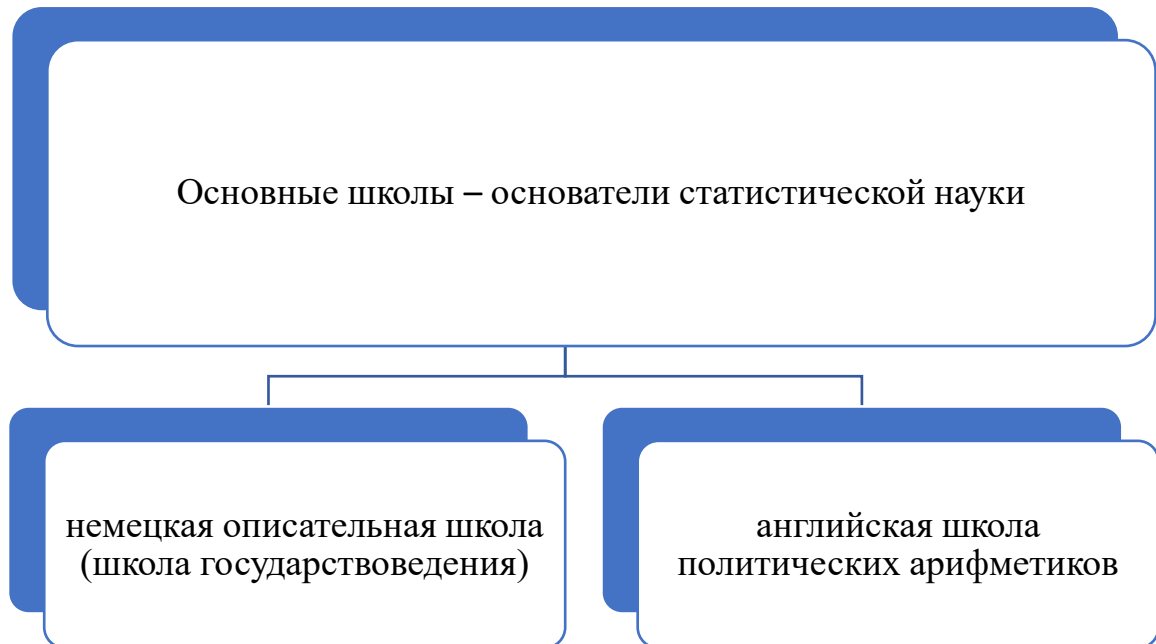 Основные школы – основатели статистической науки
немецкая описательная школа
(школа государствоведения)
английская школа
политических арифметиков